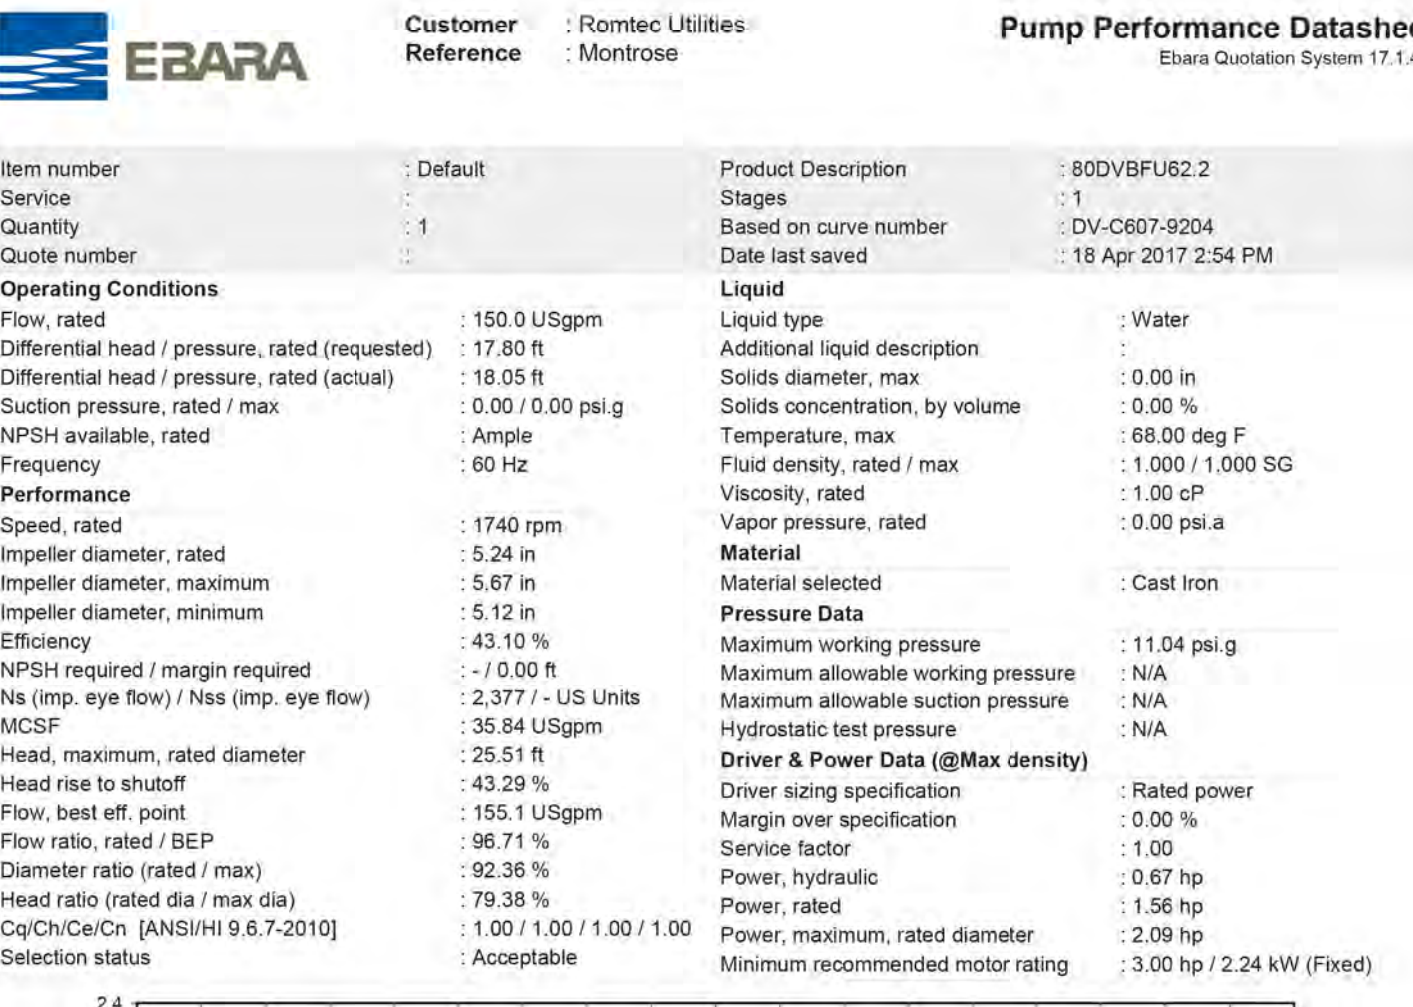 EBARA
Customer : Romtec Utilities
Reference : Montrose
Pump Performance Datashee
Ebara Quotation System 17.1.4
Item number : Default
Service :
Quantity : 1
Quote number :
Product Description : 80DVBFU62.2
Stages : 1
Based on curve number : DV-C607-9204
Date last saved : 18 Apr 2017 2:54 PM
Operating Conditions
Flow, rated : 150.0 USgpm
Differential head / pressure, rated (requested) : 17.80 ft
Differential head / pressure, rated (actual) : 18.05 ft
Suction pressure, rated / max : 0.00 / 0.00 psi.g
NPSH available, rated : Ample
Frequency : 60 Hz
Performance
Speed, rated : 1740 rpm
Impeller diameter, rated : 5.24 in
Impeller diameter, maximum : 5.67 in
Impeller diameter, minimum : 5.12 in
Efficiency : 43.10 %
NPSH required / margin required : - / 0.00 ft
Ns (imp. eye flow) / Nss (imp. eye flow) : 2,377 / - US Units
MCSF : 35.84 USgpm
Head, maximum, rated diameter : 25.51 ft
Head rise to shutoff : 43.29 %
Flow, best eff. point : 155.1 USgpm
Flow ratio, rated / BEP : 96.71 %
Diameter ratio (rated / max) : 92.36 %
Head ratio (rated dia / max dia) : 79.38 %
Cq/Ch/Ce/Cn [ANSI/HI 9.6.7-2010] : 1.00 / 1.00 / 1.00 / 1.00
Selection status : Acceptable
Liquid
Liquid type : Water
Additional liquid description :
Solids diameter, max : 0.00 in
Solids concentration, by volume : 0.00 %
Temperature, max : 68.00 deg F
Fluid density, rated / max : 1.000 / 1.000 SG
Viscosity, rated : 1.00 cP
Vapor pressure, rated : 0.00 psi.a
Material
Material selected : Cast Iron
Pressure Data
Maximum working pressure : 11.04 psi.g
Maximum allowable working pressure : N/A
Maximum allowable suction pressure : N/A
Hydrostatic test pressure : N/A
Driver & Power Data (@Max density)
Driver sizing specification : Rated power
Margin over specification : 0.00 %
Service factor : 1.00
Power, hydraulic : 0.67 hp
Power, rated : 1.56 hp
Power, maximum, rated diameter : 2.09 hp
Minimum recommended motor rating : 3.00 hp / 2.24 kW (Fixed)
2.4